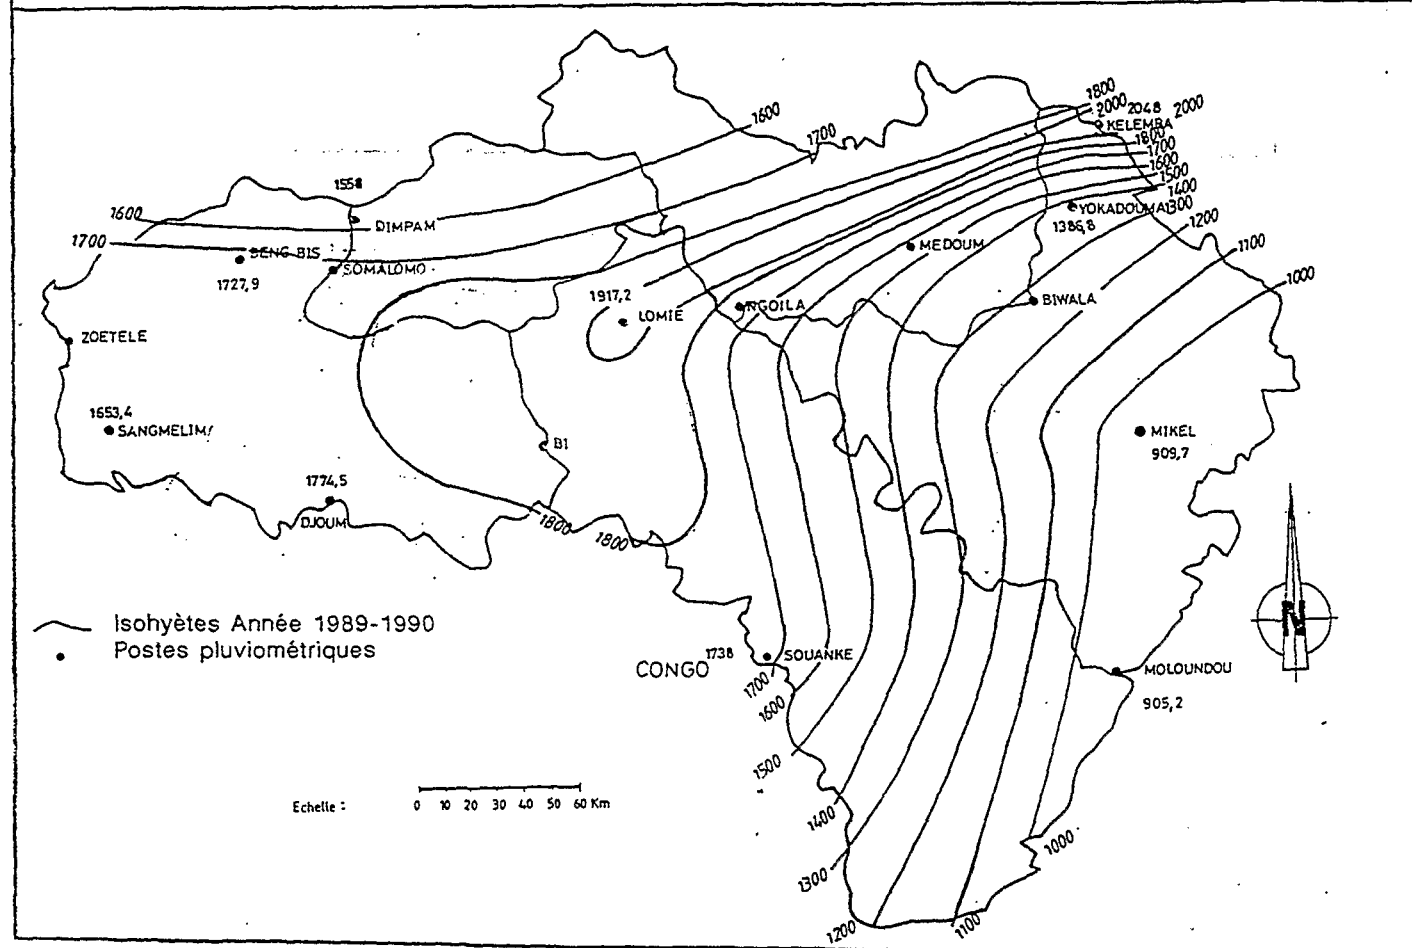 1800
2000 2048 2000
KELEMBA
1600
1700
1800
1700
1600
1500
1400
1558
1600
DIMPAM
YOKADOUMA 1300
1386,8
1200
1700
SENG BIS
MEDOUM
1100
SOMALOMO
1000
1727,9
1917,2
LOMIE
NGOILA
BIWALA
ZOETELE
1653,4
SANGMELIM
MIKEL
909,7
BI
1774,5
DJOUM
1800
1800
Isohyètes Année 1989-1990
Postes pluviométriques
N
CONGO
1738
SOUANKE
MOLOUNDOU
905,2
1700
1600
1500
Echelle :
0 10 20 30 40 50 60 Km
1400
1000
1300
1200
1100